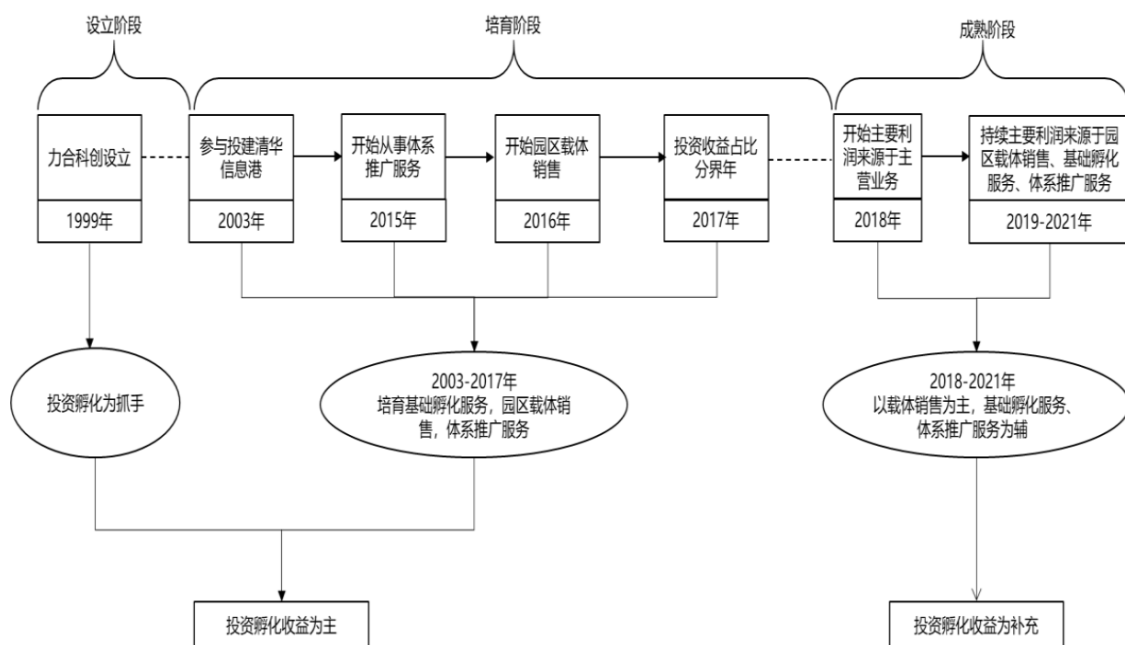 设立阶段
培育阶段
成熟阶段
力合科创设立
1999年
参与投建清华
信息港
2003年
开始从事体系
推广服务
2015年
开始园区载体
销售
2016年
投资收益占比
分界年
2017年
开始主要利
润来源于主
营业务
2018年
持续主要利润来源于园
区载体销售、基础孵化
服务、体系推广服务
2019-2021年
投资孵化为抓手
2003-2017年
培育基础孵化服务，园区载体销
售，体系推广服务
2018-2021年
以载体销售为主，基础孵化服务、
体系推广服务为辅
投资孵化收益为主
投资孵化收益为补充